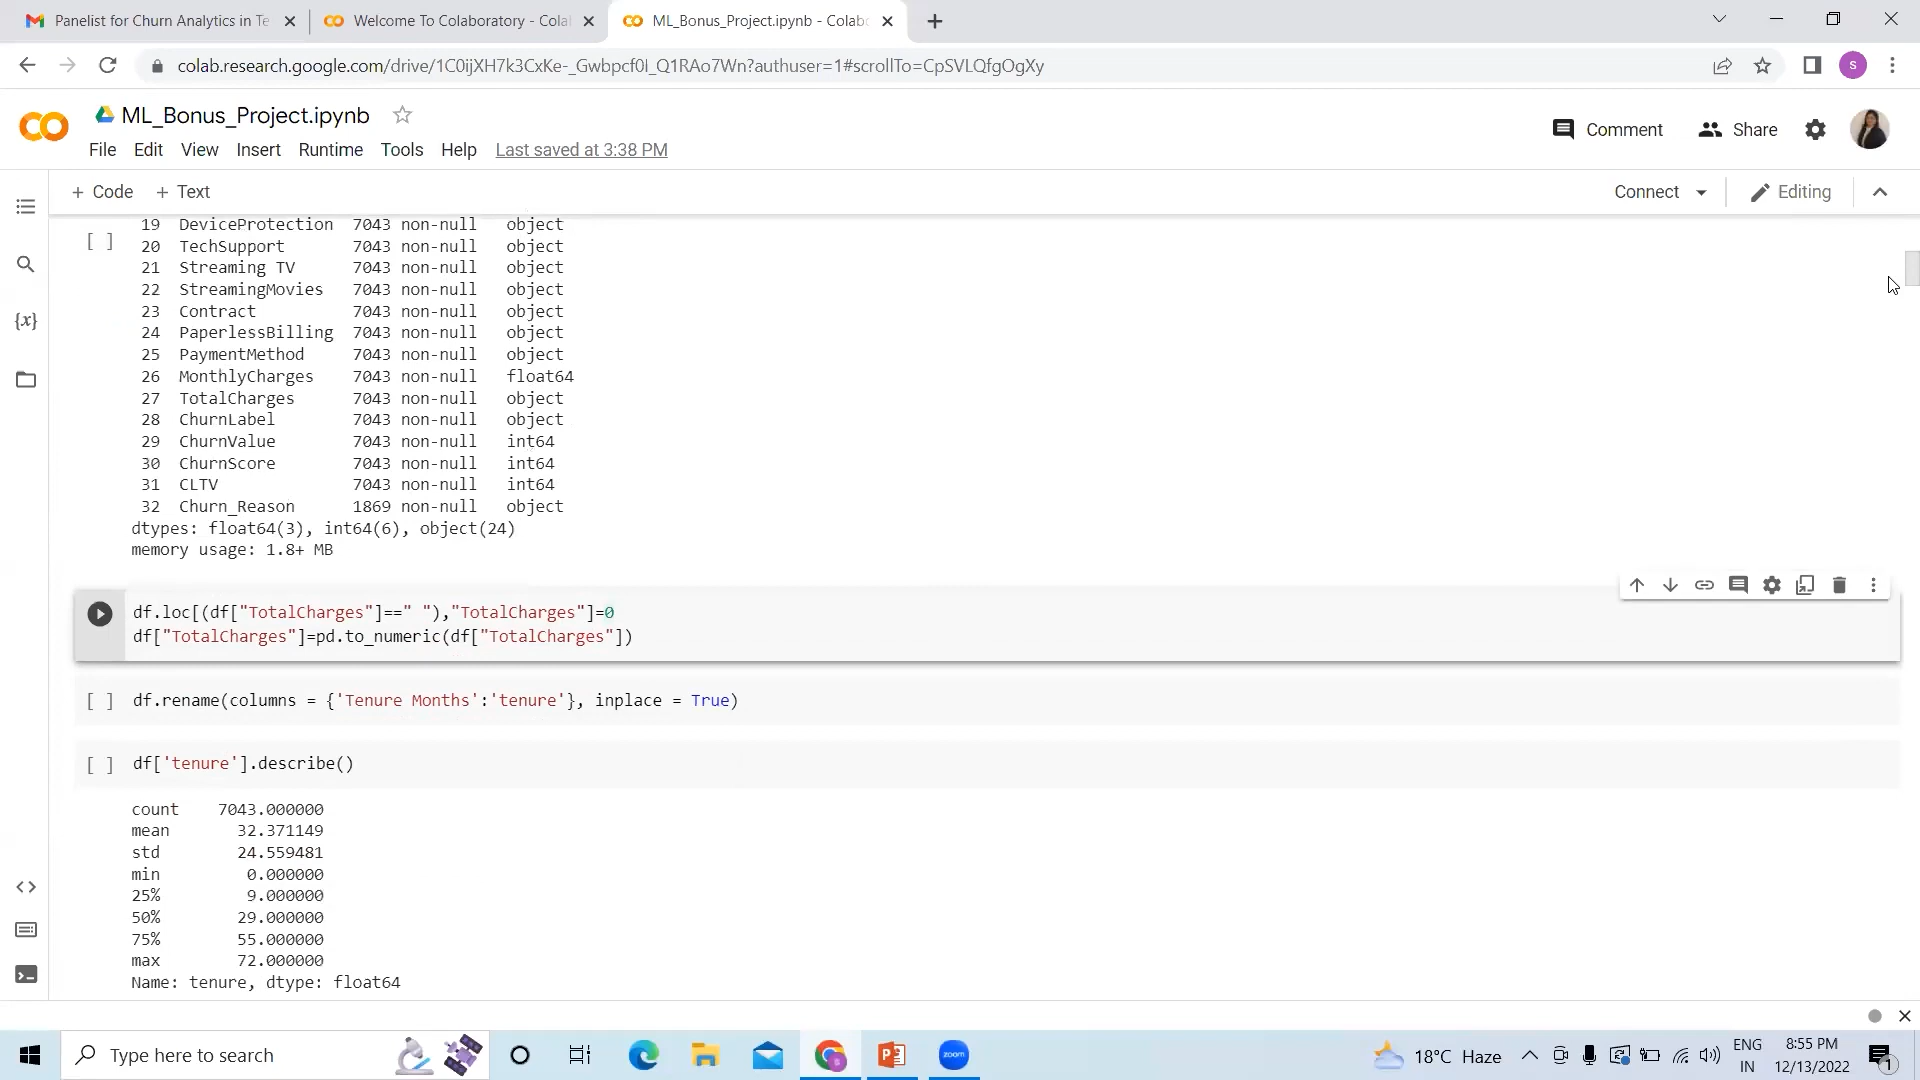 Panelist for Churn Analytics in Te
Welcome To Colaboratory - Colal
ML_Bonus_Project.ipynb - Colabo
colab.research.google.com/drive/1C0ijXH7k3CxKe-_Gwbpcf0I_Q1RAo7Wn?authuser=1#scrollTo=CpSVLQfgOgXy
S
ML_Bonus_Project.ipynb
Comment
Share
File Edit View Insert Runtime Tools Help Last saved at 3:38 PM
+ Code + Text
Connect
Editing
19 DeviceProtection 7043 non-null object
[ ]
20 TechSupport 7043 non-null object
21 Streaming TV 7043 non-null object
22 StreamingMovies 7043 non-null object
23 Contract 7043 non-null object
24 PaperlessBilling 7043 non-null object
25 PaymentMethod 7043 non-null object
26 MonthlyCharges 7043 non-null float64
27 TotalCharges 7043 non-null object
28 ChurnLabel 7043 non-null object
29 ChurnValue 7043 non-null int64
30 ChurnScore 7043 non-null int64
31 CLTV 7043 non-null int64
32 Churn_Reason 1869 non-null object
dtypes: float64(3), int64(6), object(24)
memory usage: 1.8+ MB
df.loc[(df["TotalCharges"]==" "),"TotalCharges"]=0
df["TotalCharges"]=pd.to_numeric(df["TotalCharges"])
[ ] df.rename(columns = {'Tenure Months':'tenure'}, inplace = True)
[ ] df['tenure'].describe()
count 7043.000000
mean 32.371149
std 24.559481
min 0.000000
25% 9.000000
50% 29.000000
75% 55.000000
max 72.000000
Name: tenure, dtype: float64
{x}
Type here to search
zoom
18°C Haze
ENG
IN
8:55 PM
12/13/2022
1